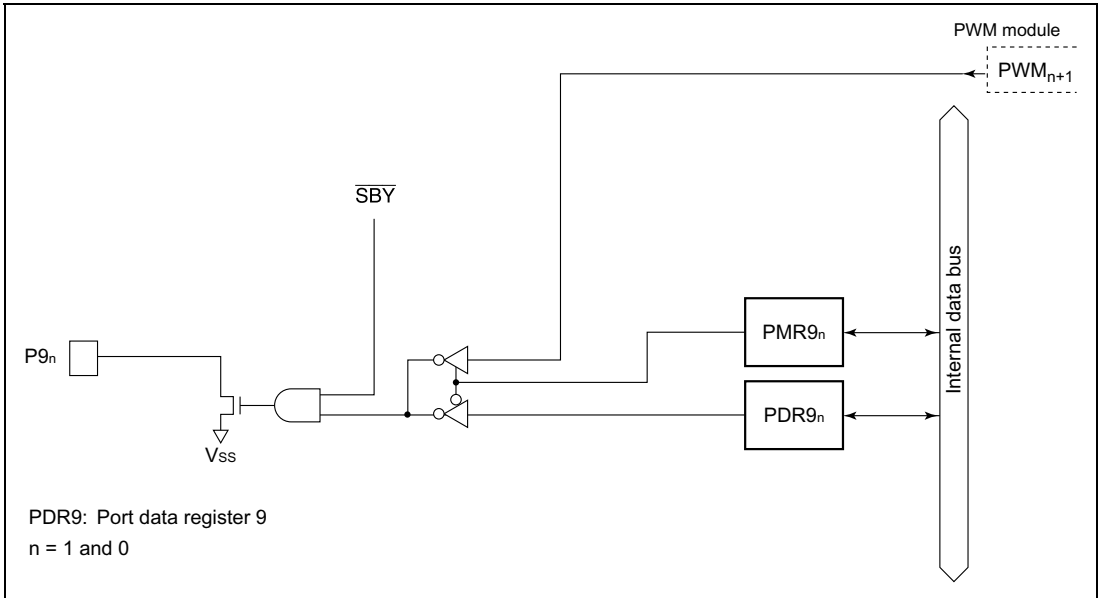 PWM module
PWMn+1
SBY
Internal data bus
PMR9n
P9n
PDR9n
VSS
PDR9: Port data register 9
n = 1 and 0